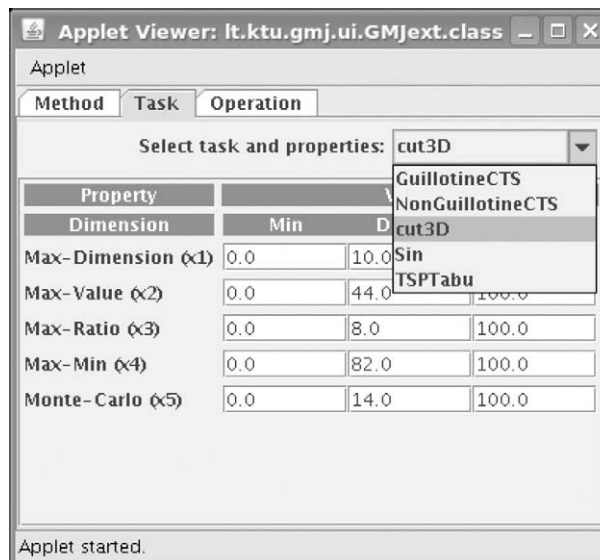 Applet Viewer: lt.ktu.gmj.ui.GMJext.class
Applet
Method Task Operation
Select task and properties: cut3D
GuillotineCTS
NonGuillotineCTS
cut3D
Sin
TSPTabu
Property
Dimension Min
Max-Dimension (x1) 0.0 10.0
Max-Value (x2) 0.0 44.0 100.0
Max-Ratio (x3) 0.0 8.0 100.0
Max-Min (x4) 0.0 82.0 100.0
Monte-Carlo (x5) 0.0 14.0 100.0
Applet started.